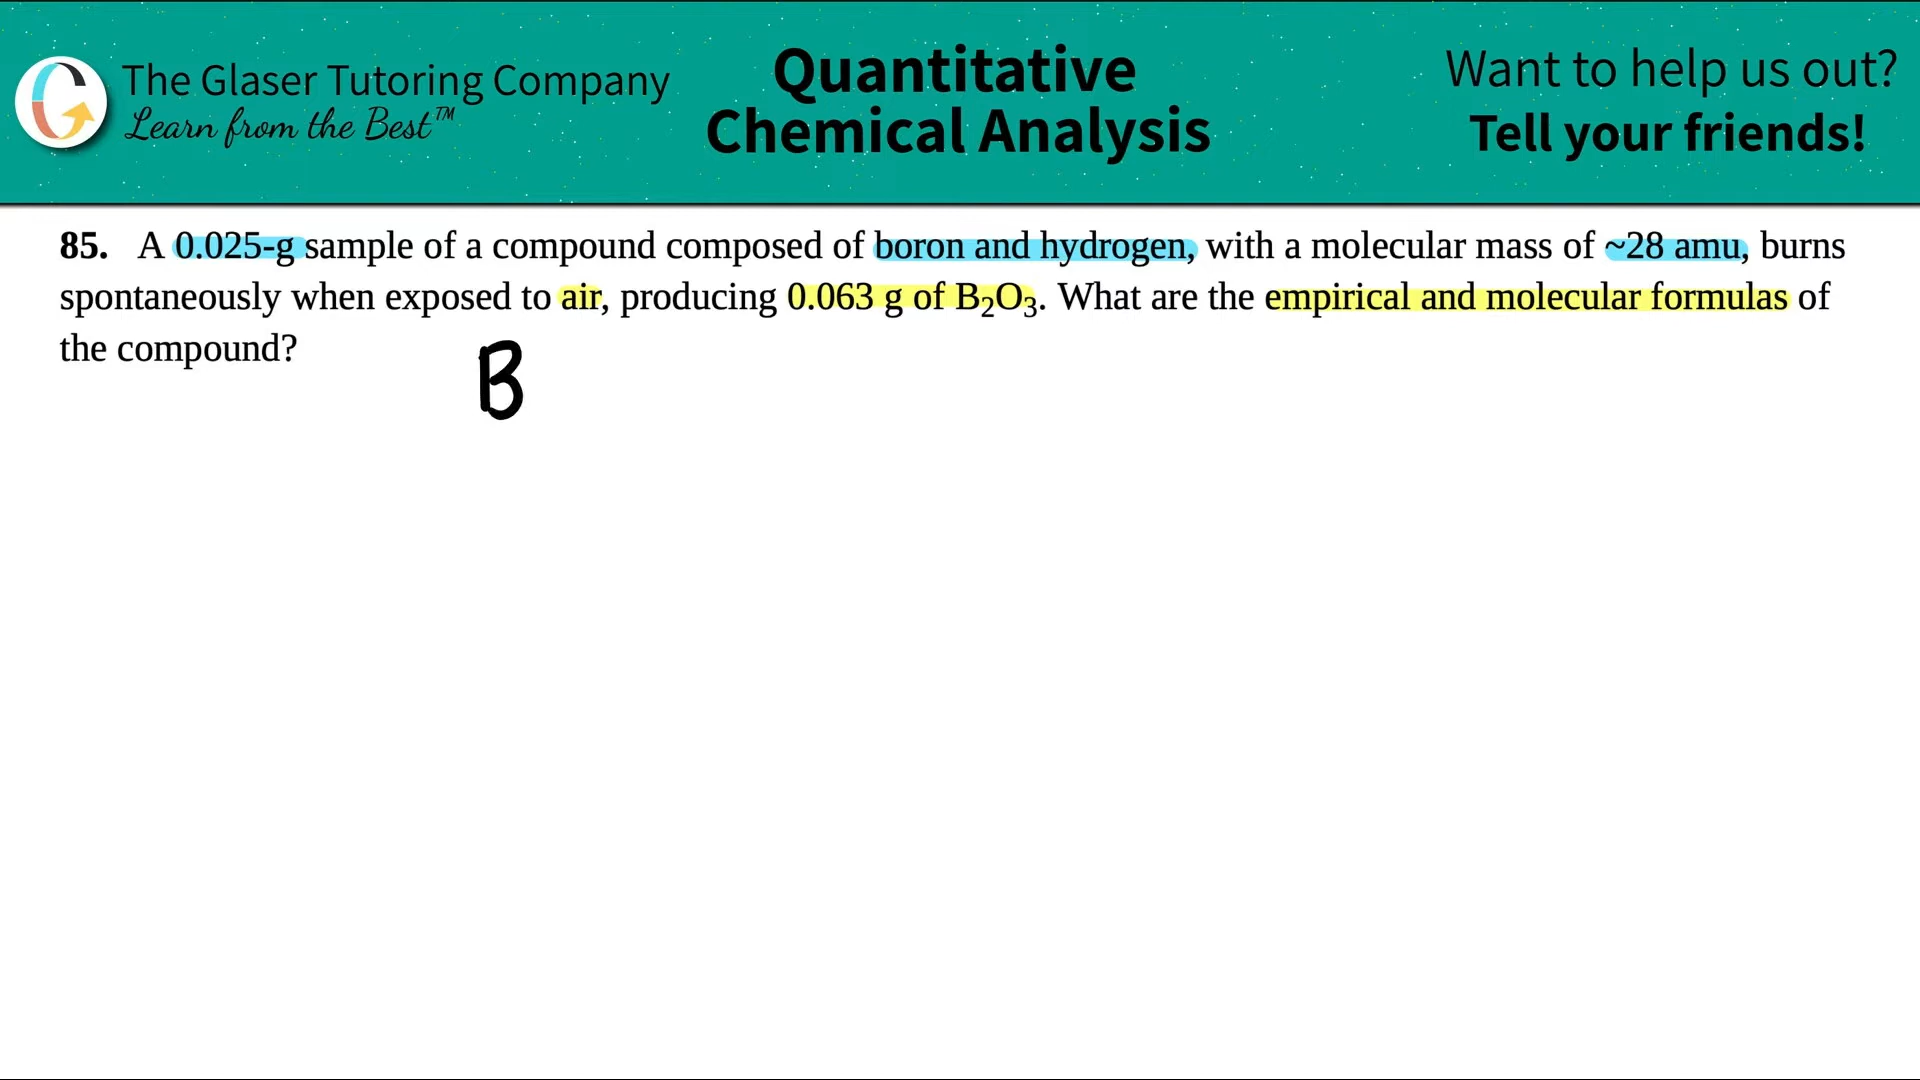 The Glaser Tutoring Company
Learn from the Best™
Quantitative
Chemical Analysis
Want to help us out?
Tell your friends!
85. A 0.025-g sample of a compound composed of boron and hydrogen, with a molecular mass of ~28 amu, burns
spontaneously when exposed to air, producing 0.063 g of B₂O₃. What are the empirical and molecular formulas of
the compound?
B